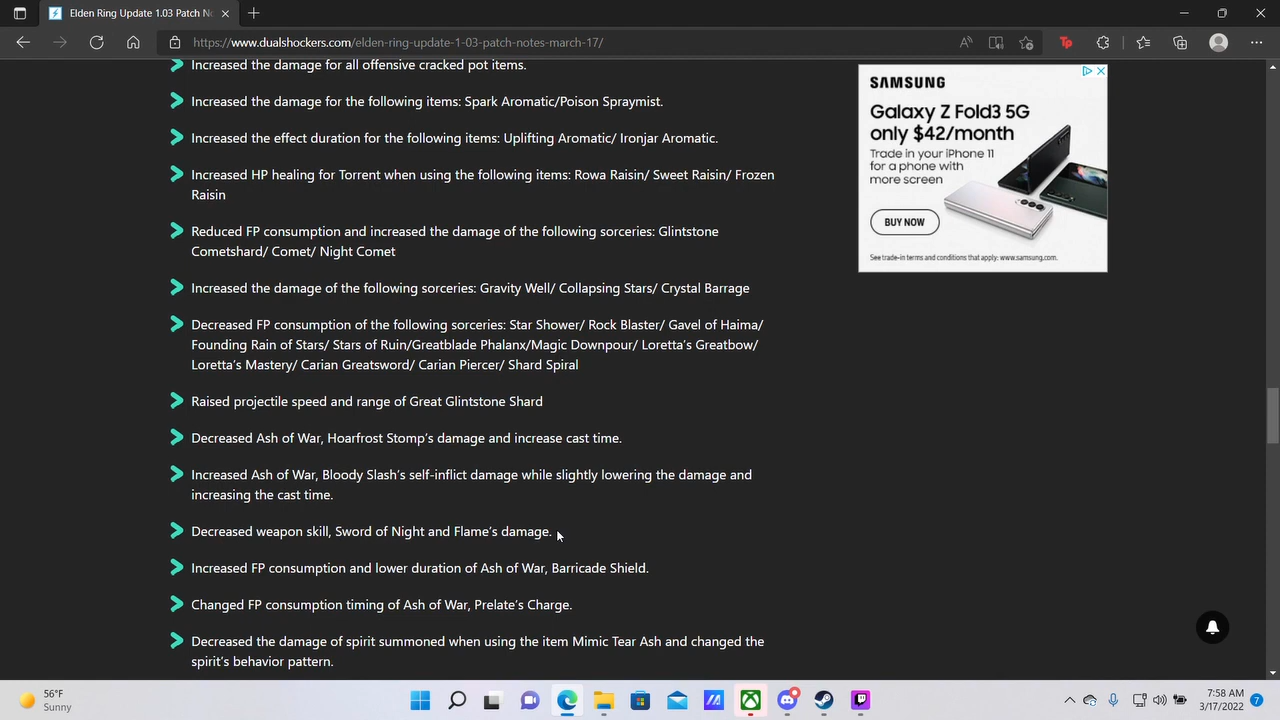 Elden Ring Update 1.03 Patch No
https://www.dualshockers.com/elden-ring-update-1-03-patch-notes-march-17/
Increased the damage for all offensive cracked pot items.
Increased the damage for the following items: Spark Aromatic/Poison Spraymist.
Increased the effect duration for the following items: Uplifting Aromatic/ Ironjar Aromatic.
Increased HP healing for Torrent when using the following items: Rowa Raisin/ Sweet Raisin/ Frozen
Raisin
Reduced FP consumption and increased the damage of the following sorceries: Glintstone
Cometshard/ Comet/ Night Comet
Increased the damage of the following sorceries: Gravity Well/ Collapsing Stars/ Crystal Barrage
Decreased FP consumption of the following sorceries: Star Shower/ Rock Blaster/ Gavel of Haima/
Founding Rain of Stars/ Stars of Ruin/Greatblade Phalanx/Magic Downpour/ Loretta's Greatbow/
Loretta's Mastery/ Carian Greatsword/ Carian Piercer/ Shard Spiral
Raised projectile speed and range of Great Glintstone Shard
Decreased Ash of War, Hoarfrost Stomp's damage and increase cast time.
Increased Ash of War, Bloody Slash's self-inflict damage while slightly lowering the damage and
increasing the cast time.
Decreased weapon skill, Sword of Night and Flame's damage.
Increased FP consumption and lower duration of Ash of War, Barricade Shield.
Changed FP consumption timing of Ash of War, Prelate's Charge.
Decreased the damage of spirit summoned when using the item Mimic Tear Ash and changed the
spirit's behavior pattern.
SAMSUNG
Galaxy Z Fold3 5G
only $42/month
Trade in your iPhone 11
for a phone with
more screen
BUY NOW
See trade-in terms and conditions that apply: www.samsung.com.
56°F
Sunny
7:58 AM
3/17/2022
7